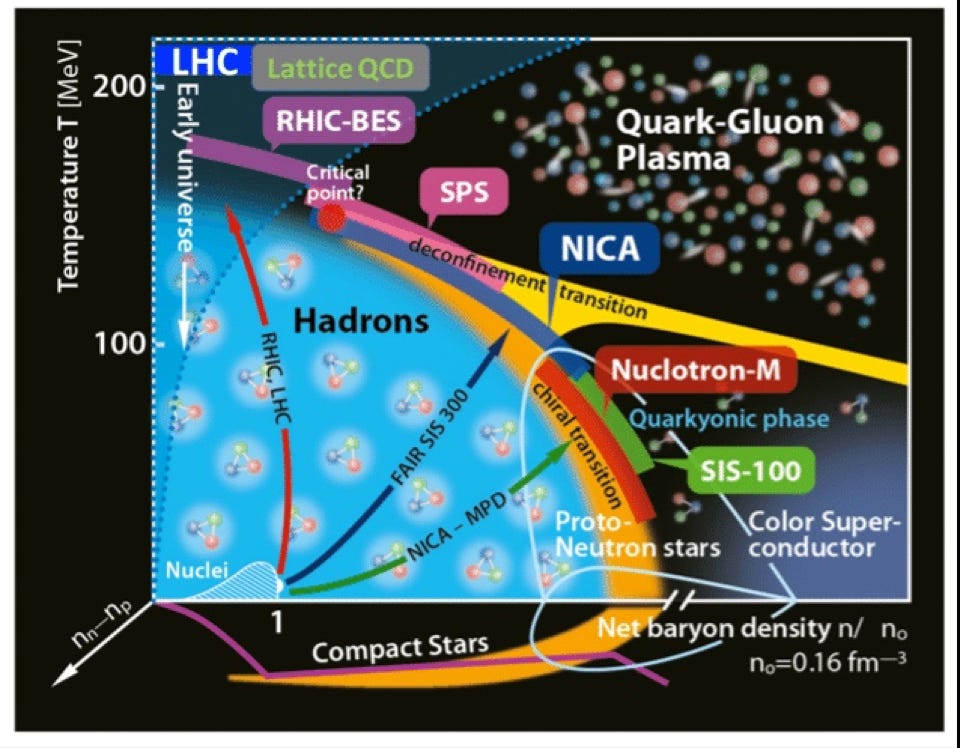 Temperature T [MeV]
200
100
LHC
Lattice QCD
RHIC-BES
Early universe
Critical
point?
SPS
Quark-Gluon
Plasma
NICA
deconfinement transition
Hadrons
RHIC, LHC
FAIR SIS 300
NICA – MPD
chiral transition
Nuclotron-M
Quarkyonic phase
SIS-100
Proto-
Neutron stars
Color Super-
conductor
Nuclei
nₙ—nₚ
1
Compact Stars
Net baryon density n/ nₒ
nₒ=0.16 fm⁻³